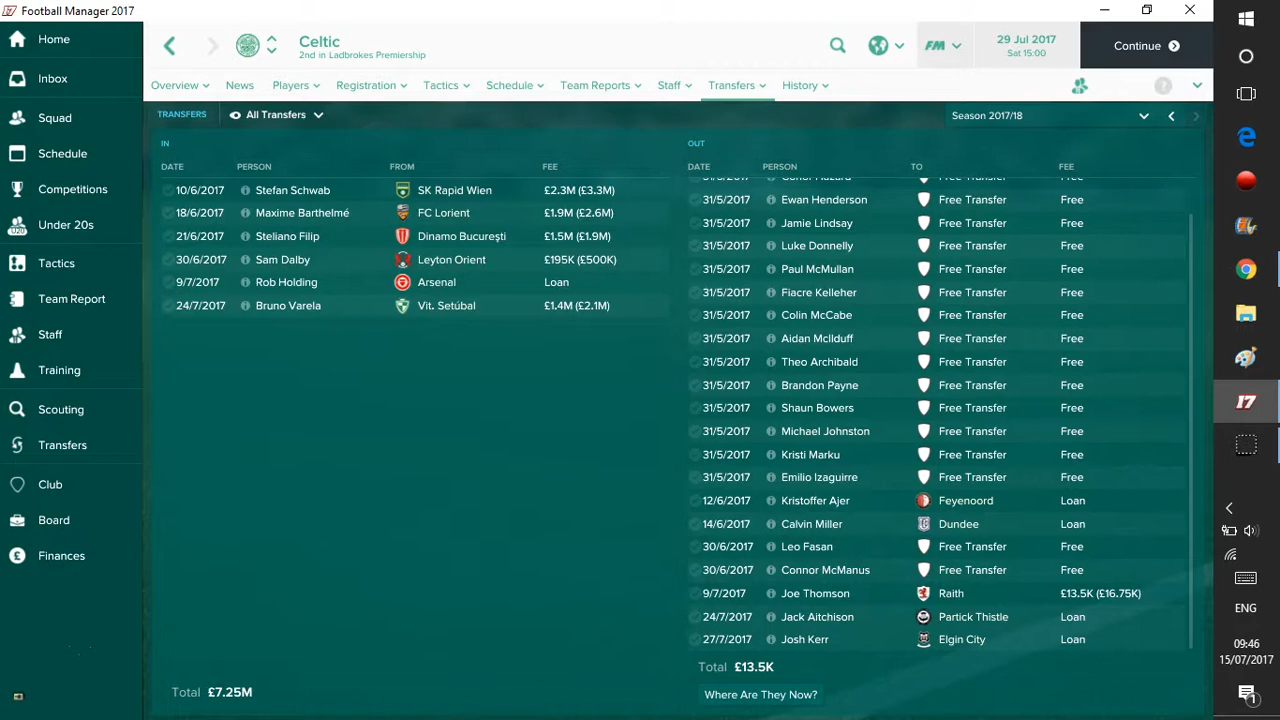 17 Football Manager 2017
Home
Inbox
Squad
Schedule
Competitions
U20
Under 20s
Tactics
Team Report
Staff
Training
Scouting
Transfers
Club
Board
£ Finances
Celtic
2nd in Ladbrokes Premiership
FM
29 Jul 2017
Sat 15:00
Continue
Overview News Players Registration Tactics Schedule Team Reports Staff Transfers History ?
TRANSFERS All Transfers Season 2017/18
IN
DATE PERSON FROM FEE
10/6/2017 Stefan Schwab SK Rapid Wien £2.3M (£3.3M)
18/6/2017 Maxime Barthelmé FC Lorient £1.9M (£2.6M)
21/6/2017 Steliano Filip Dinamo Bucureşti £1.5M (£1.9M)
30/6/2017 Sam Dalby Leyton Orient £195K (£500K)
9/7/2017 Rob Holding Arsenal Loan
24/7/2017 Bruno Varela Vit. Setúbal £1.4M (£2.1M)
Total £7.25M
OUT
DATE PERSON TO FEE
31/5/2017 Conor Hazard Free Transfer Free
31/5/2017 Ewan Henderson Free Transfer Free
31/5/2017 Jamie Lindsay Free Transfer Free
31/5/2017 Luke Donnelly Free Transfer Free
31/5/2017 Paul McMullan Free Transfer Free
31/5/2017 Fiacre Kelleher Free Transfer Free
31/5/2017 Colin McCabe Free Transfer Free
31/5/2017 Aidan McIlduff Free Transfer Free
31/5/2017 Theo Archibald Free Transfer Free
31/5/2017 Brandon Payne Free Transfer Free
31/5/2017 Shaun Bowers Free Transfer Free
31/5/2017 Michael Johnston Free Transfer Free
31/5/2017 Kristi Marku Free Transfer Free
31/5/2017 Emilio Izaguirre Free Transfer Free
12/6/2017 Kristoffer Ajer Feyenoord Loan
14/6/2017 Calvin Miller Dundee Loan
30/6/2017 Leo Fasan Free Transfer Free
30/6/2017 Connor McManus Free Transfer Free
9/7/2017 Joe Thomson Raith £13.5K (£16.75K)
24/7/2017 Jack Aitchison Partick Thistle Loan
27/7/2017 Josh Kerr Elgin City Loan
Total £13.5K
Where Are They Now?
17
ENG
09:46
15/07/2017
1